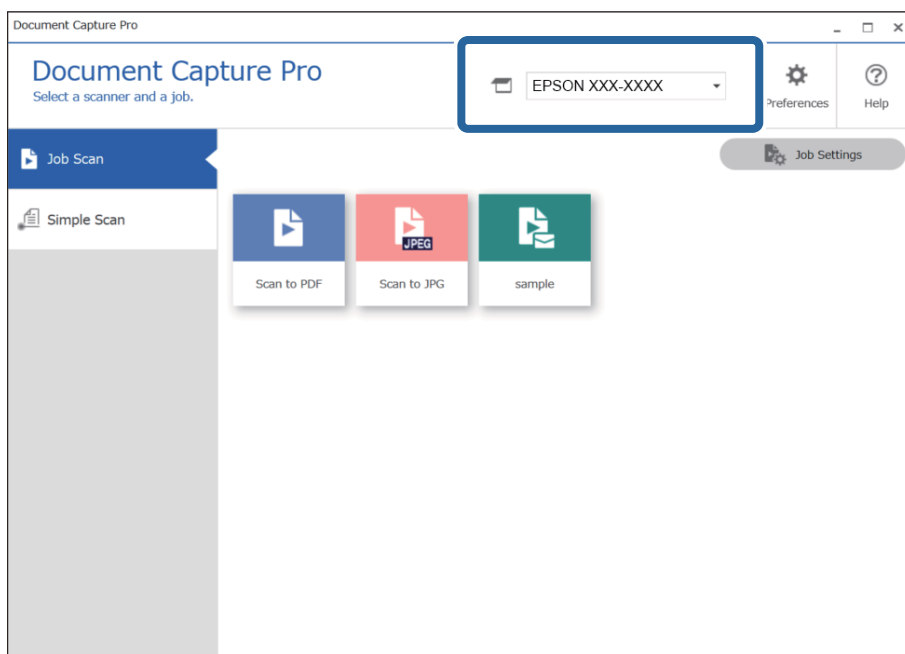 Document Capture Pro
Document Capture Pro
Select a scanner and a job.
EPSON XXX-XXXX
Preferences
Help
Job Scan
Job Settings
Simple Scan
JPEG
Scan to PDF
Scan to JPG
sample